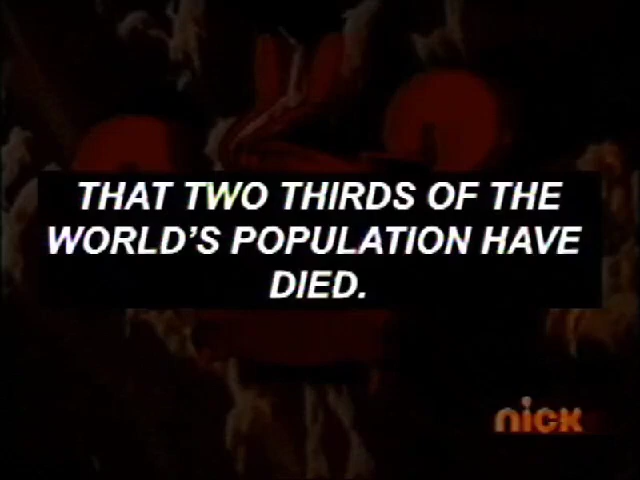 THAT TWO THIRDS OF THE
WORLD'S POPULATION HAVE
DIED.
nick